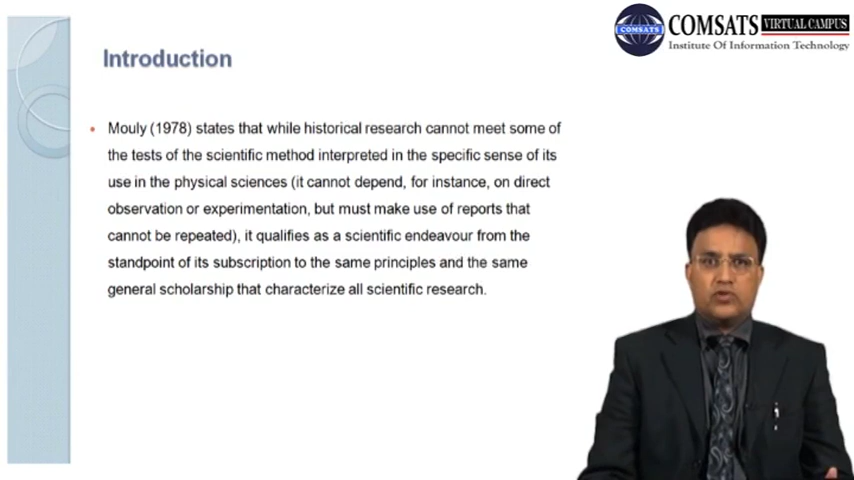 COMSATS
COMSATS VIRTUAL CAMPUS
Institute Of Information Technology
Introduction
• Mouly (1978) states that while historical research cannot meet some of
the tests of the scientific method interpreted in the specific sense of its
use in the physical sciences (it cannot depend, for instance, on direct
observation or experimentation, but must make use of reports that
cannot be repeated), it qualifies as a scientific endeavour from the
standpoint of its subscription to the same principles and the same
general scholarship that characterize all scientific research.